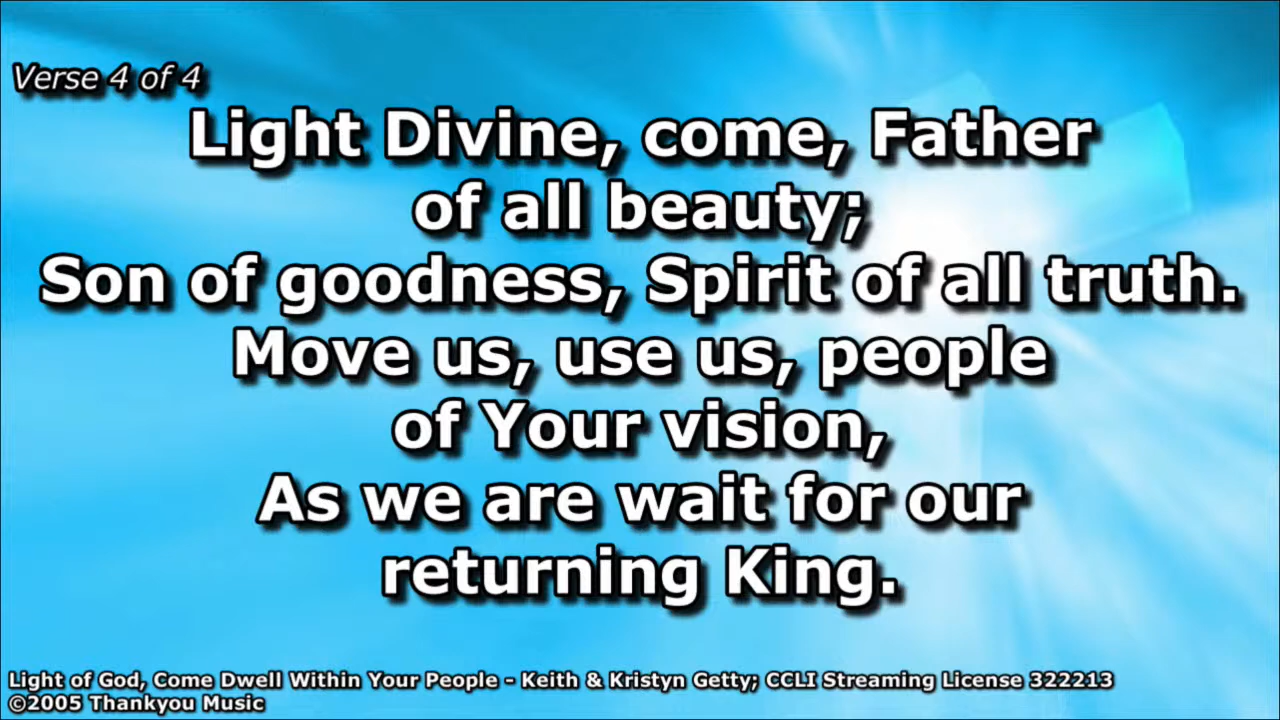 Verse 4 of 4
Light Divine, come, Father
of all beauty;
Son of goodness, Spirit of all truth.
Move us, use us, people
of Your vision,
As we are wait for our
returning King.
Light of God, Come Dwell Within Your People - Keith & Kristyn Getty; CCLI Streaming License 322213
©2005 Thankyou Music